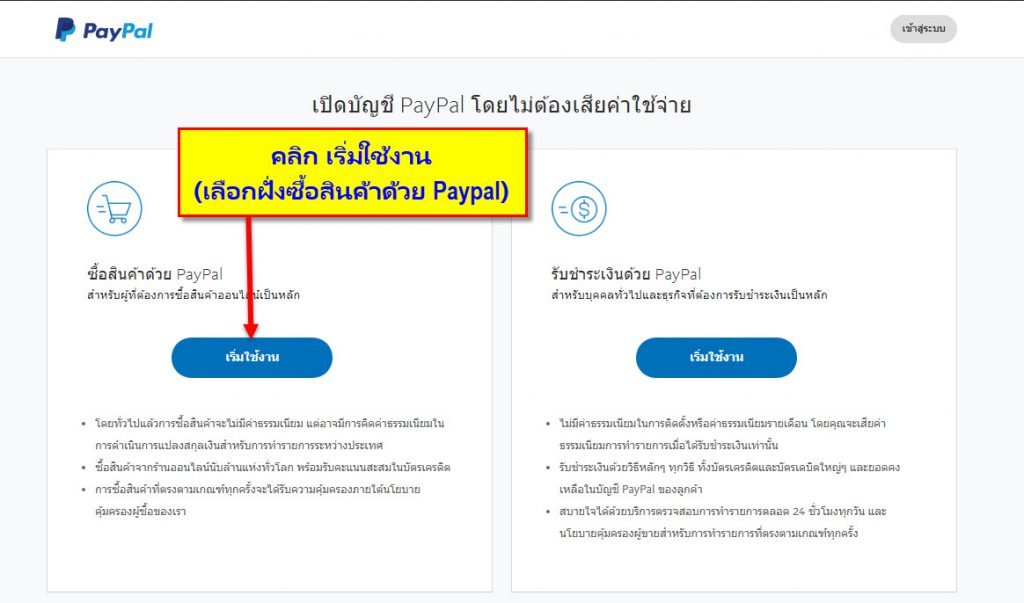 PayPal
เข้าสู่ระบบ
เปิดบัญชี PayPal โดยไม่ต้องเสียค่าใช้จ่าย
คลิก เริ่มใช้งาน
(เลือกฝั่งซื้อสินค้าด้วย Paypal)
ซื้อสินค้าด้วย PayPal
สำหรับผู้ที่ต้องการซื้อสินค้าออนไลน์เป็นหลัก
เริ่มใช้งาน
โดยทั่วไปแล้วการซื้อสินค้าจะไม่มีค่าธรรมเนียม แต่อาจมีการคิดค่าธรรมเนียมใน
การดำเนินการแปลงสกุลเงินสำหรับการทำรายการระหว่างประเทศ
ซื้อสินค้าจากร้านออนไลน์นับล้านแห่งทั่วโลก พร้อมรับคะแนนสะสมในบัตรเครดิต
การซื้อสินค้าที่ตรงตามเกณฑ์ทุกครั้งจะได้รับความคุ้มครองภายใต้นโยบาย
คุ้มครองผู้ซื้อของเรา
รับชำระเงินด้วย PayPal
สำหรับบุคคลทั่วไปและธุรกิจที่ต้องการรับชำระเงินเป็นหลัก
เริ่มใช้งาน
ไม่มีค่าธรรมเนียมในการติดตั้งหรือค่าธรรมเนียมรายเดือน โดยคุณจะเสียค่า
ธรรมเนียมการทำรายการเมื่อได้รับชำระเงินเท่านั้น
รับชำระเงินด้วยวิธีหลักๆ ทุกวิธี ทั้งบัตรเครดิตและบัตรเดบิตใหญ่ๆ และยอดคง
เหลือในบัญชี PayPal ของลูกค้า
สบายใจได้ด้วยบริการตรวจสอบการทำรายการตลอด 24 ชั่วโมงทุกวัน และ
นโยบายคุ้มครองผู้ขายสำหรับการทำรายการที่ตรงตามเกณฑ์ทุกครั้ง